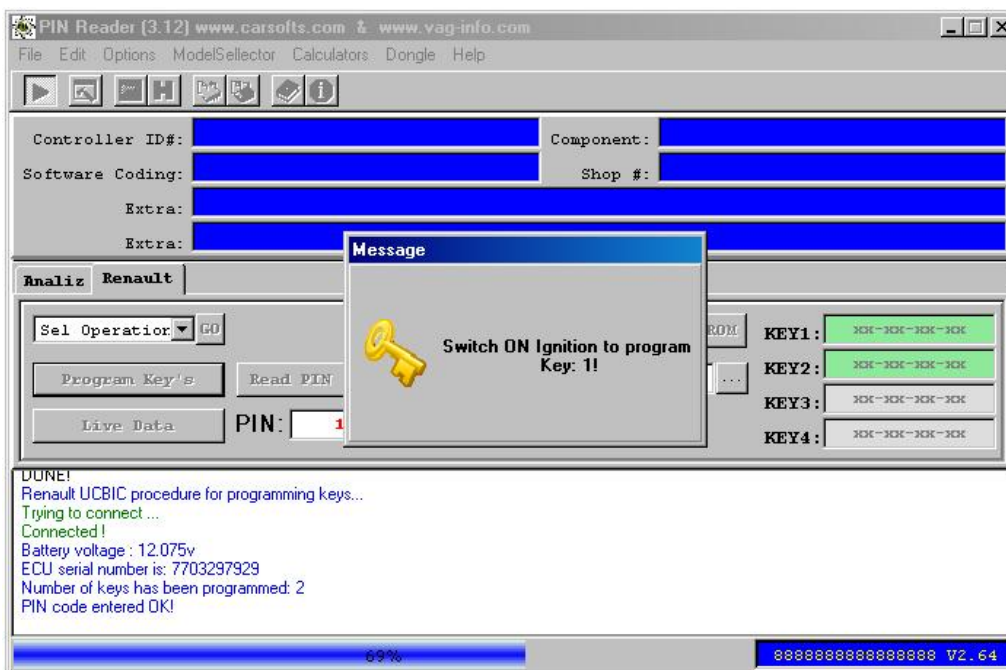 PIN Reader (3.12) www.carsofts.com & www.vag-info.com
File Edit Options ModelSellector Calculators Dongle Help
Controller ID#:
Component:
Software Coding:
Shop #:
Extra:
Extra:
Message
Switch ON Ignition to program
Key: 1!
Analiz Renault
Sel Operation GO
KEY1: XX-XX-XX-XX
Program Key's Read PIN ... KEY2: XX-XX-XX-XX
KEY3: XX-XX-XX-XX
Live Data PIN: 1
KEY4: XX-XX-XX-XX
DONE!
Renault UCBIC procedure for programming keys...
Trying to connect ...
Connected !
Battery voltage : 12.075v
ECU serial number is: 7703297929
Number of keys has been programmed: 2
PIN code entered OK!
69%
8888888888888888 V2.64